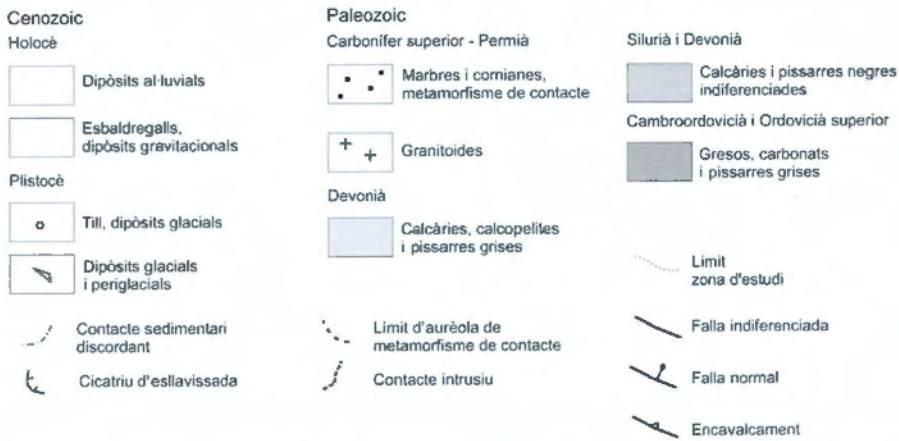 Cenozoic
Holocè
Dipòsits al·luvials
Esbaldregalls,
dipòsits gravitacionals
Plistocè
Till, dipòsits glacials
Dipòsits glacials
i periglacials
Contacte sedimentari
discordant
Cicatriu d'esllavissada
Paleozoic
Carbonífer superior - Permià
Marbres i cornianes,
metamorfisme de contacte
Granitoides
Devonià
Calcàries, calcopelites
i pissarres grises
Límit d'aurèola de
metamorfisme de contacte
Contacte intrusiu
Silurià i Devonià
Calcàries i pissarres negres
indiferenciades
Cambroordovicià i Ordovicià superior
Gresos, carbonats
i pissarres grises
Límit
zona d'estudi
Falla indiferenciada
Falla normal
Encavalcament